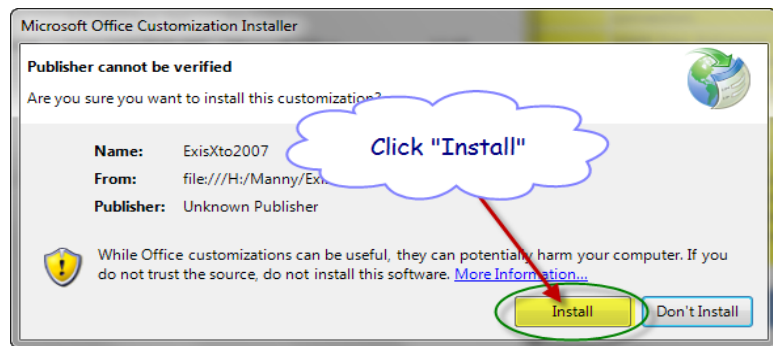 Microsoft Office Customization Installer
Publisher cannot be verified
Are you sure you want to install this customization?
Click "Install"
Name: ExisXto2007
From: file:///H:/Manny/Exi
Publisher: Unknown Publisher
While Office customizations can be useful, they can potentially harm your computer. If you
do not trust the source, do not install this software. More Information...
Install Don't Install